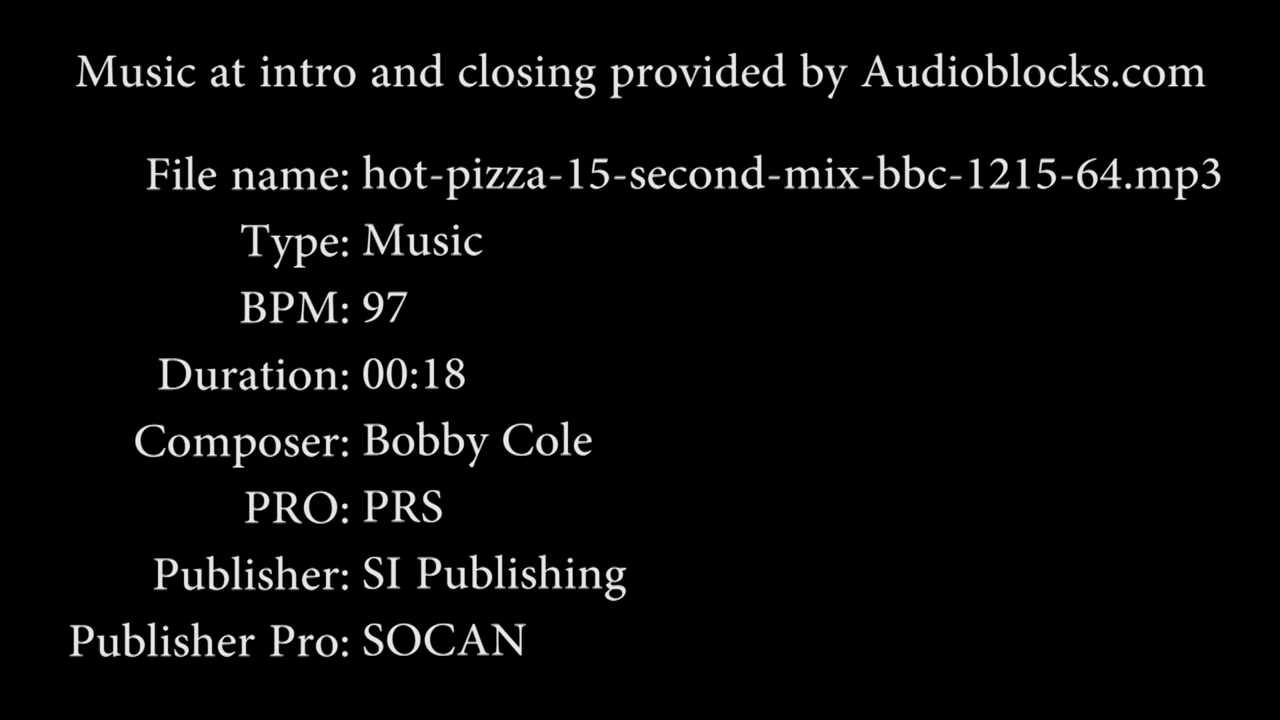 Music at intro and closing provided by Audioblocks.com
File name: hot-pizza-15-second-mix-bbc-1215-64.mp3
Type: Music
BPM: 97
Duration: 00:18
Composer: Bobby Cole
PRO: PRS
Publisher: SI Publishing
Publisher Pro: SOCAN